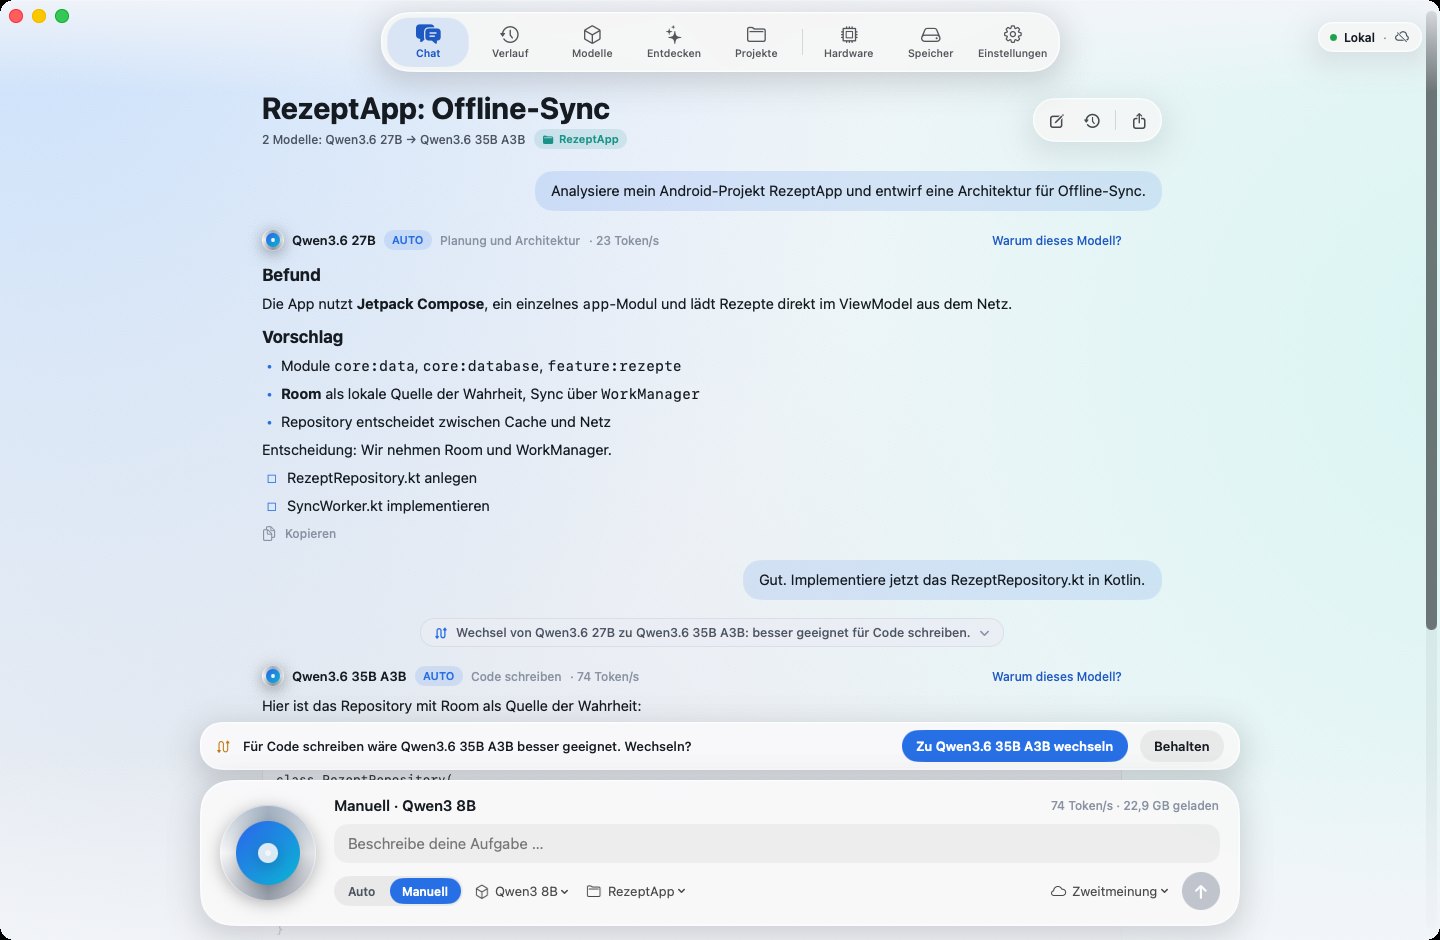 Chat
Verlauf
Modelle
Entdecken
Projekte
Hardware
Speicher
Einstellungen
Lokal ·
RezeptApp: Offline-Sync
2 Modelle: Qwen3.6 27B → Qwen3.6 35B A3B RezeptApp
Analysiere mein Android-Projekt RezeptApp und entwirf eine Architektur für Offline-Sync.
Qwen3.6 27B AUTO Planung und Architektur · 23 Token/s Warum dieses Modell?
Befund
Die App nutzt Jetpack Compose, ein einzelnes app-Modul und lädt Rezepte direkt im ViewModel aus dem Netz.
Vorschlag
• Module core:data, core:database, feature:rezepte
• Room als lokale Quelle der Wahrheit, Sync über WorkManager
• Repository entscheidet zwischen Cache und Netz
Entscheidung: Wir nehmen Room und WorkManager.
RezeptRepository.kt anlegen
SyncWorker.kt implementieren
Kopieren
Gut. Implementiere jetzt das RezeptRepository.kt in Kotlin.
Wechsel von Qwen3.6 27B zu Qwen3.6 35B A3B: besser geeignet für Code schreiben.
Qwen3.6 35B A3B AUTO Code schreiben · 74 Token/s Warum dieses Modell?
Hier ist das Repository mit Room als Quelle der Wahrheit:
Für Code schreiben wäre Qwen3.6 35B A3B besser geeignet. Wechseln?
Zu Qwen3.6 35B A3B wechseln
Behalten
class RezeptRepository(
Manuell · Qwen3 8B
74 Token/s · 22,9 GB geladen
Beschreibe deine Aufgabe ...
Auto Manuell Qwen3 8B RezeptApp Zweitmeinung
}